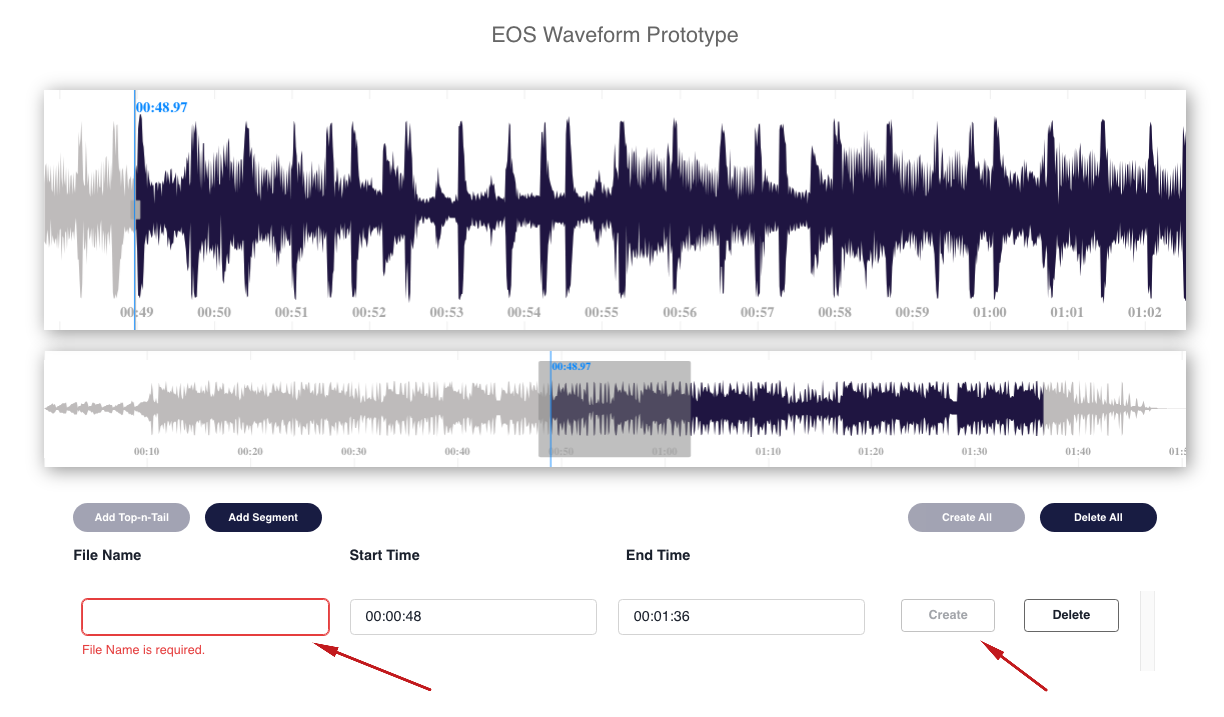 EOS Waveform Prototype
00:48.97
00:49 00:50 00:51 00:52 00:53 00:54 00:55 00:56 00:57 00:58 00:59 01:00 01:01 01:02
00:48.97
00:10 00:20 00:30 00:40 00:50 01:00 01:10 01:20 01:30 01:40
Add Top-n-Tail Add Segment Create All Delete All
File Name Start Time End Time
00:00:48 00:01:36 Create Delete
File Name is required.